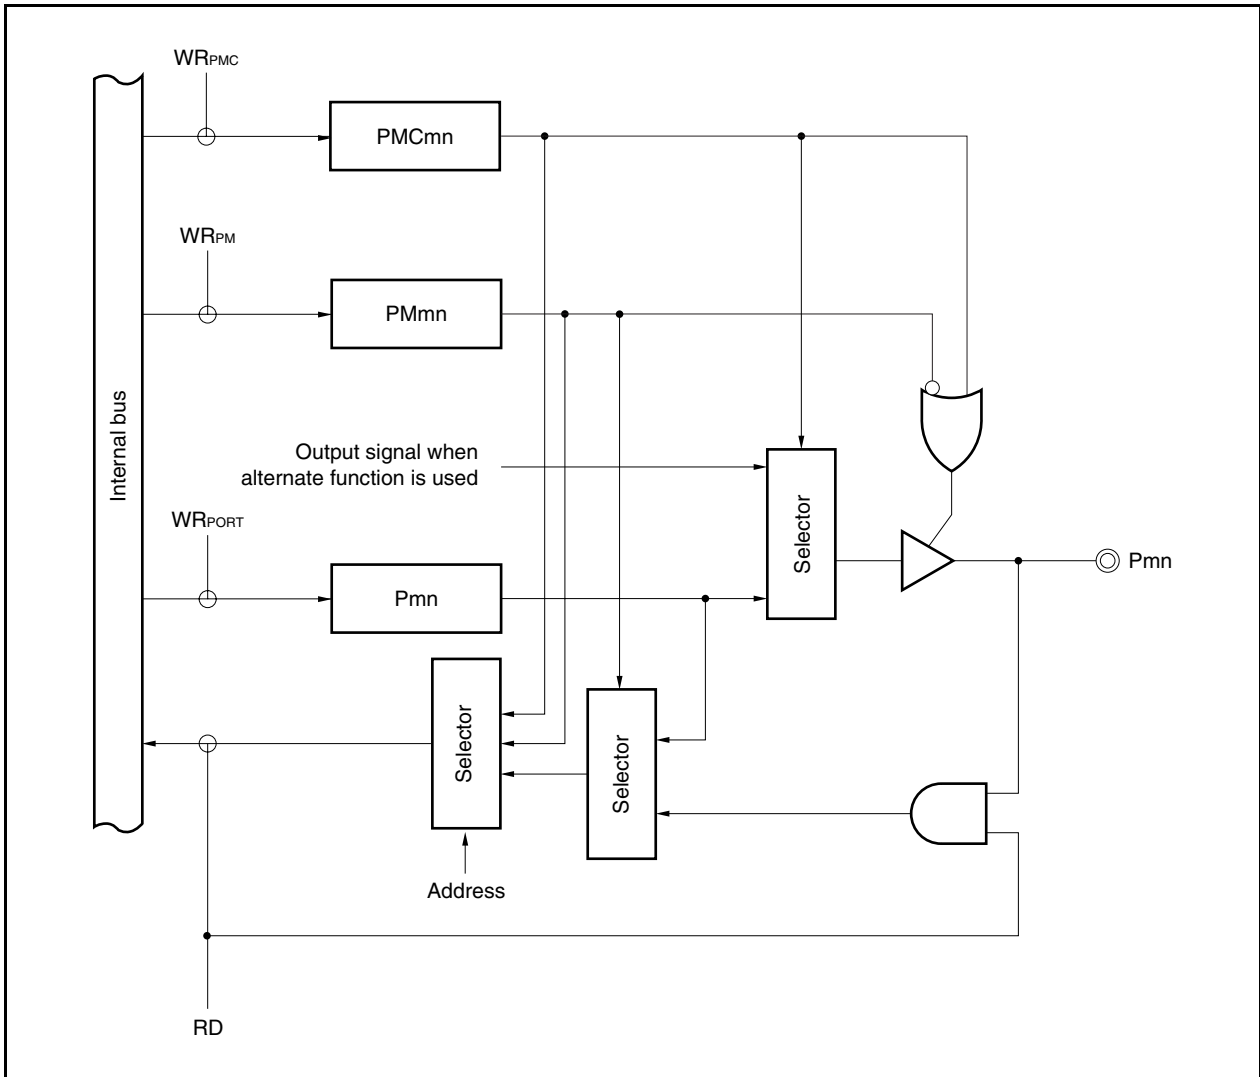 WRPMC
PMCmn
WRPM
PMmn
Internal bus
Output signal when
alternate function is used
Selector
WRPORT
Pmn
Pmn
Selector
Selector
Address
RD